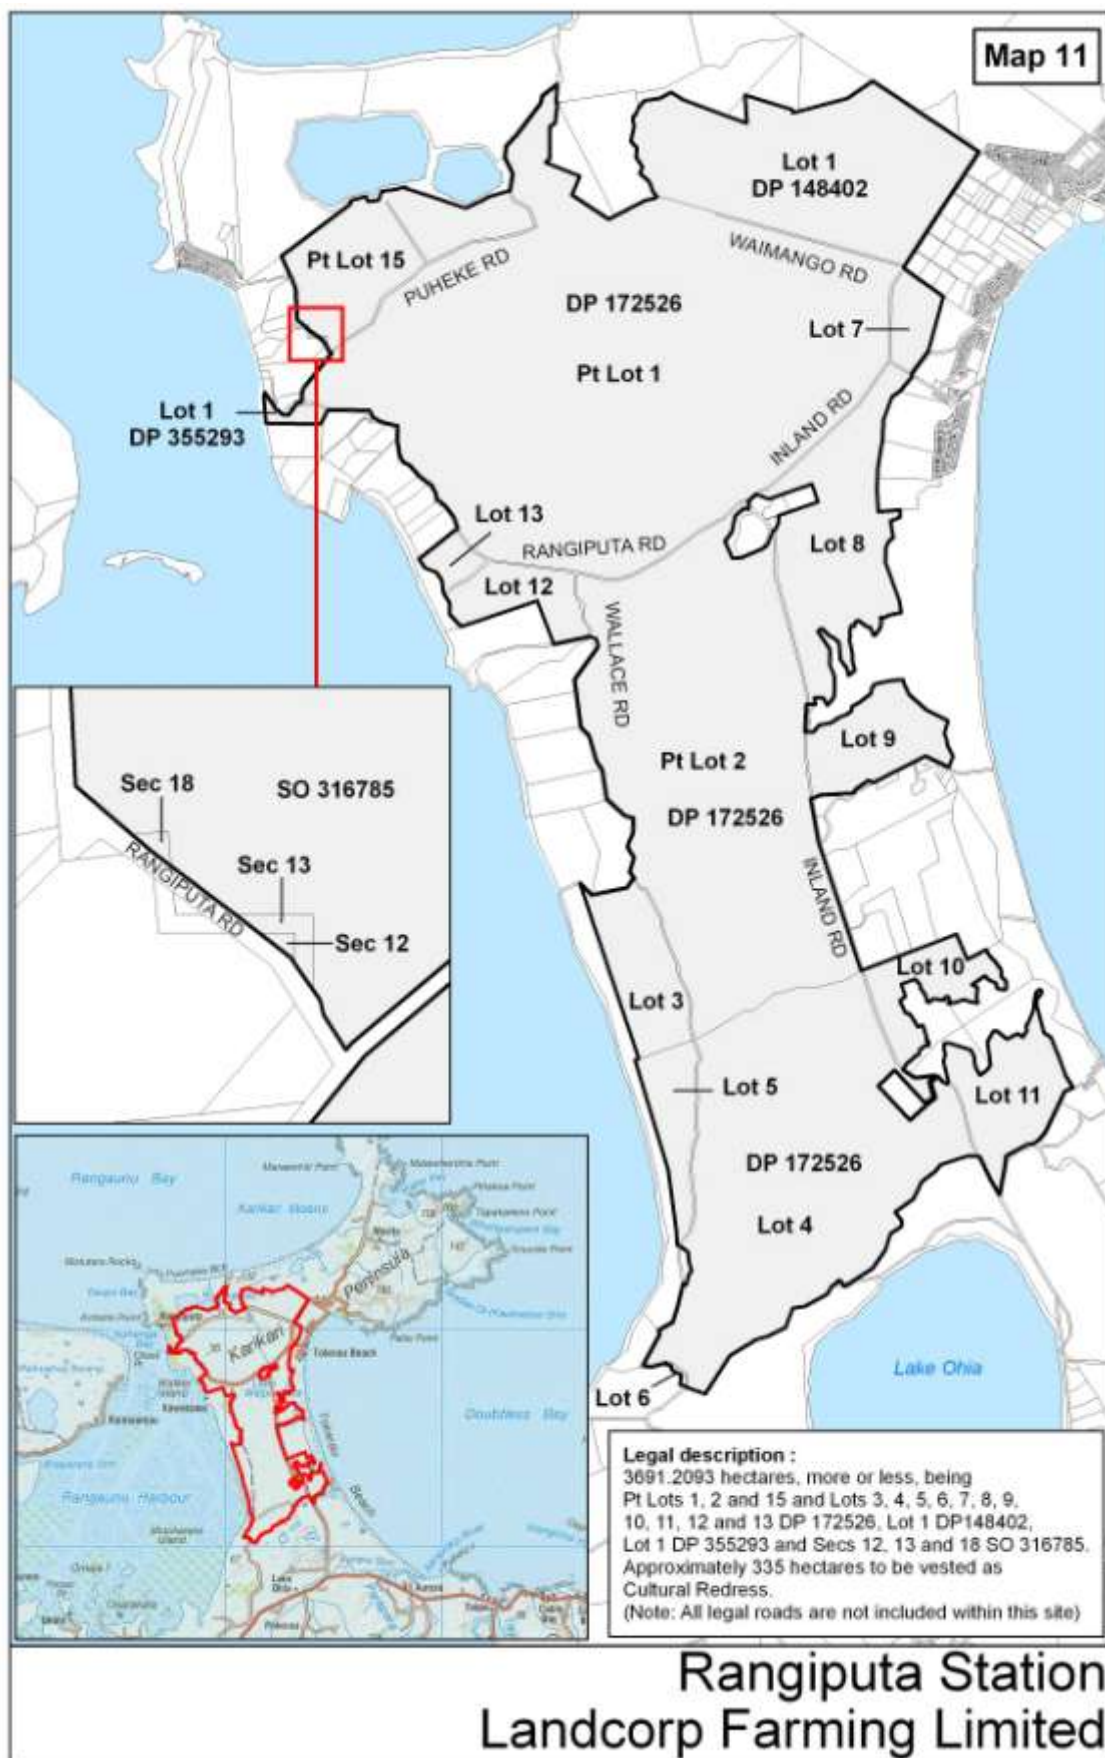 Map 11
Lot 1
DP 148402
WAIMANGO RD
Pt Lot 15
PUHEKE RD
DP 172526
Lot 7
Pt Lot 1
Lot 1
DP 355293
INLAND RD
Lot 13
RANGIPUTA RD
Lot 8
Lot 12
WALLACE RD
Lot 9
Pt Lot 2
DP 172526
INLAND RD
Lot 10
Lot 3
Lot 5
Lot 11
DP 172526
Lot 4
Lot 6
Lake Ohia
Sec 18
SO 316785
RANGIPUTA RD
Sec 13
Sec 12
Rangaunu Bay
Karikari
Peninsula
Tokerau Beach
Doubtless Bay
Rangaunu Harbour
Beach
Lake
Ohia
Legal description :
3691.2093 hectares, more or less, being
Pt Lots 1, 2 and 15 and Lots 3, 4, 5, 6, 7, 8, 9,
10, 11, 12 and 13 DP 172526, Lot 1 DP148402,
Lot 1 DP 355293 and Secs 12, 13 and 18 SO 316785.
Approximately 335 hectares to be vested as
Cultural Redress.
(Note: All legal roads are not included within this site)
Rangiputa Station
Landcorp Farming Limited